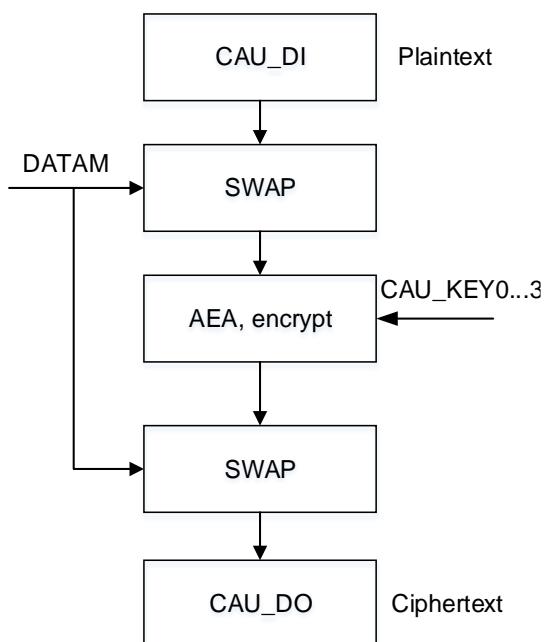 CAU_DI
Plaintext
DATAM
SWAP
CAU_KEY0...3
AEA, encrypt
SWAP
CAU_DO
Ciphertext